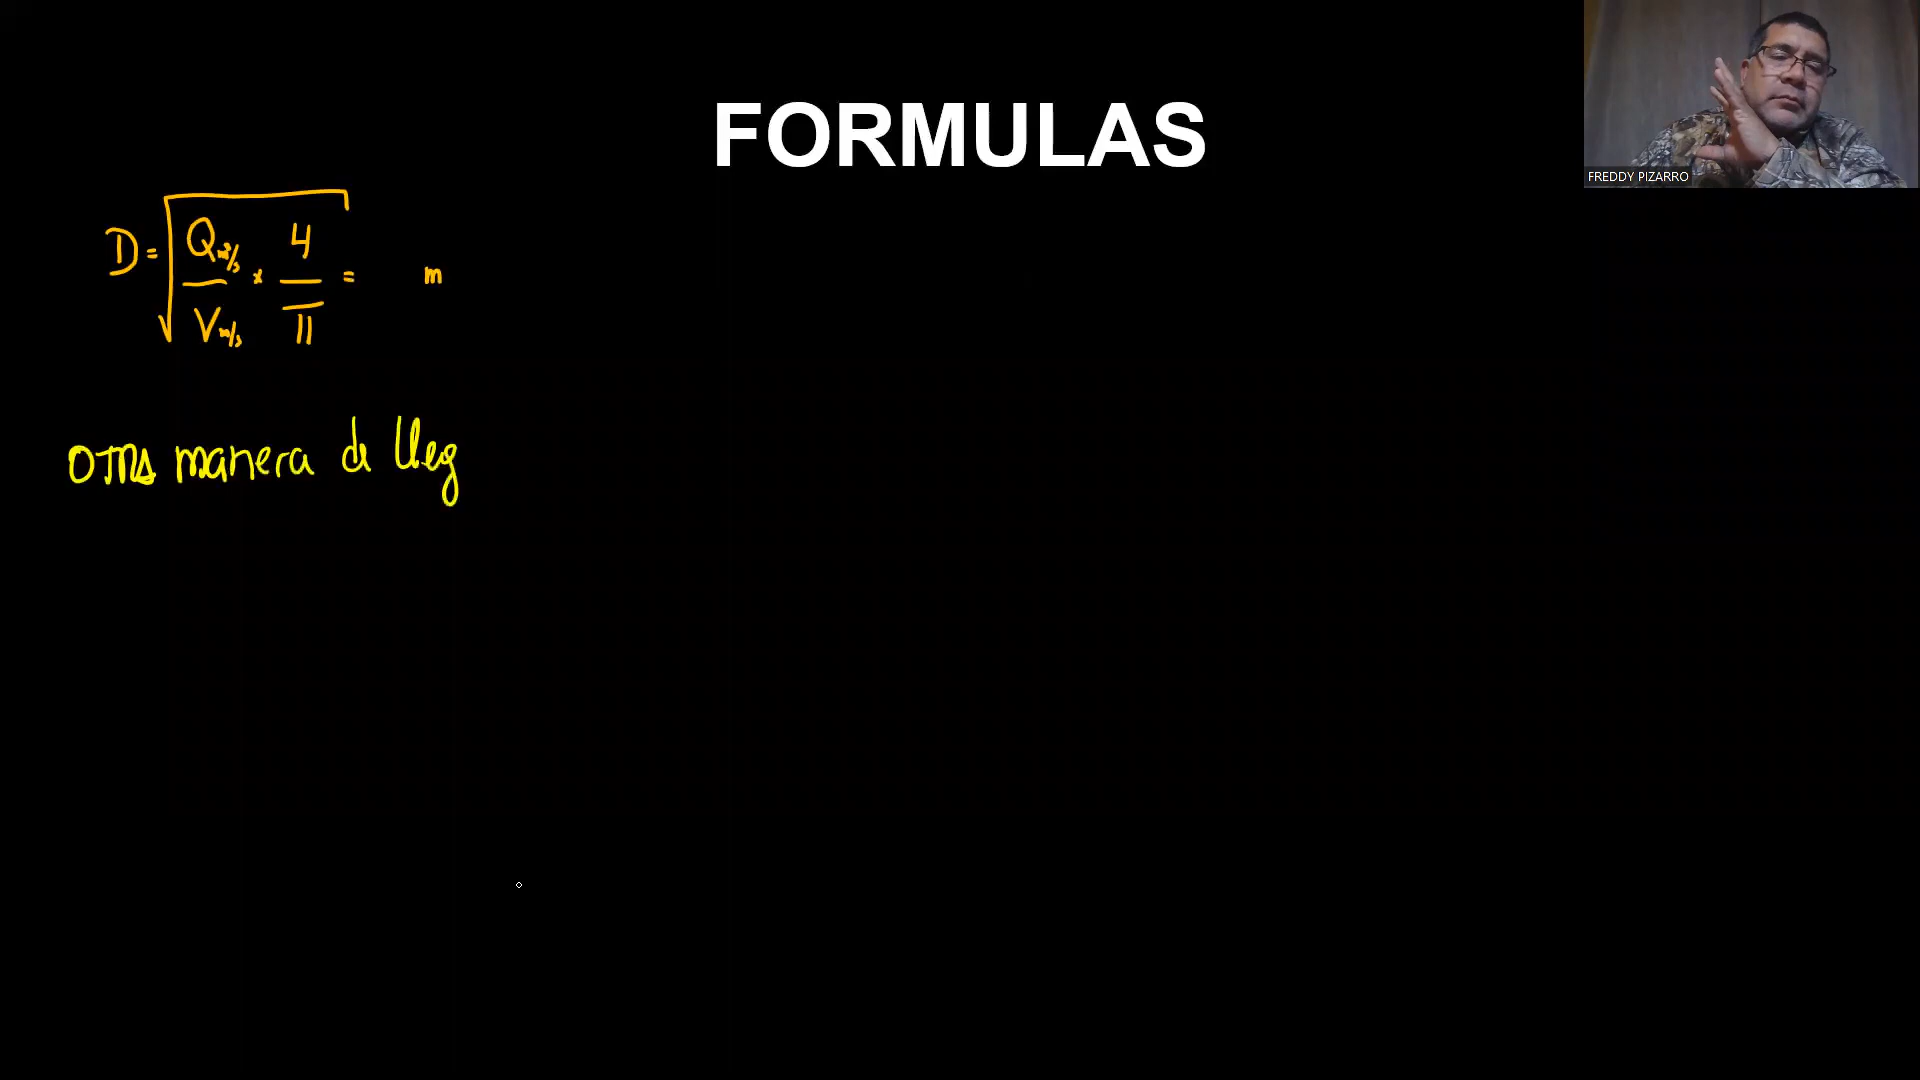 FORMULAS
FREDDY PIZARRO
D = √ Q m³/s / V m/s × 4 / π = m
OTRA manera de lleg